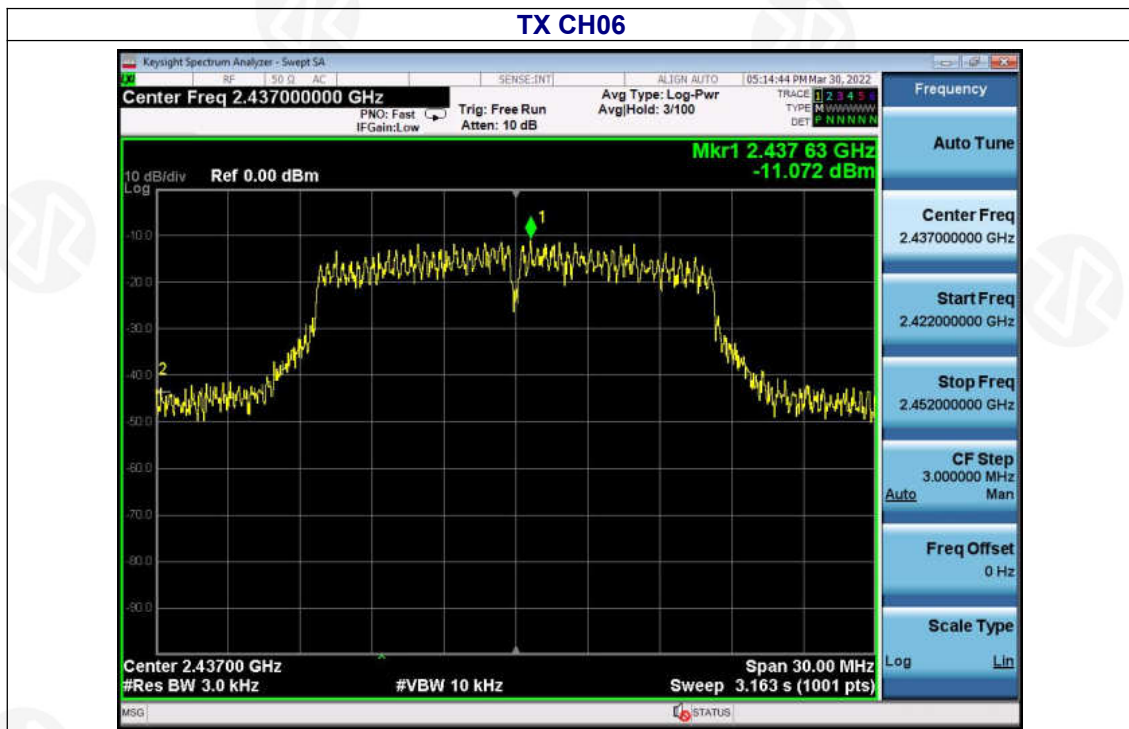 TX CH06
Keysight Spectrum Analyzer - Swept SA
RF 50 Ω AC SENSE:INT ALIGN AUTO 05:14:44 PM Mar 30, 2022
Center Freq 2.437000000 GHz
PNO: Fast
IFGain:Low
Trig: Free Run
Atten: 10 dB
Avg Type: Log-Pwr
Avg|Hold: 3/100
TRACE 1 2 3 4 5 6
TYPE M WWWWW
DET P N N N N N
Mkr1 2.437 63 GHz
-11.072 dBm
10 dB/div Ref 0.00 dBm
Log
1
-10.0
-20.0
-30.0
-40.0
2
-50.0
-60.0
-70.0
-80.0
-90.0
Center 2.43700 GHz Span 30.00 MHz
#Res BW 3.0 kHz #VBW 10 kHz Sweep 3.163 s (1001 pts)
MSG STATUS
Frequency
Auto Tune
Center Freq
2.437000000 GHz
Start Freq
2.422000000 GHz
Stop Freq
2.452000000 GHz
CF Step
3.000000 MHz
Auto Man
Freq Offset
0 Hz
Scale Type
Log Lin